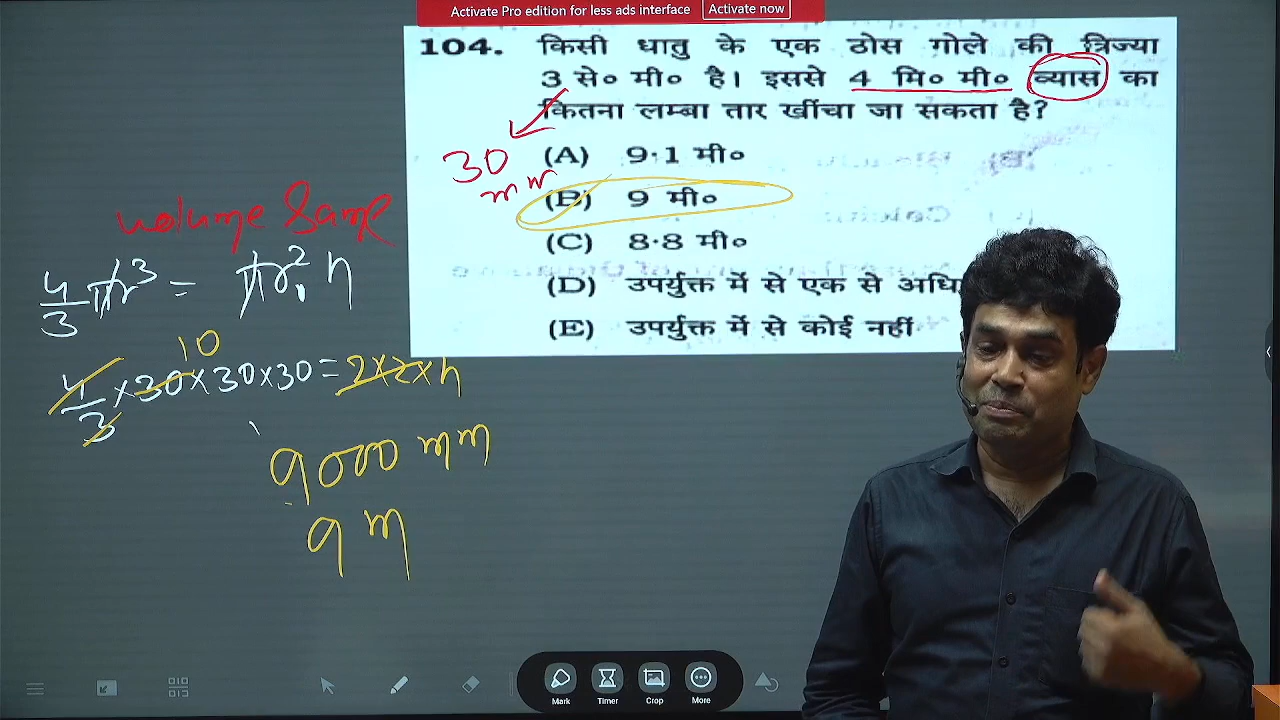 Activate Pro edition for less ads interface Activate now
104. किसी धातु के एक ठोस गोले की त्रिज्या
3 से० मी० है। इससे 4 मि० मी० व्यास का
कितना लम्बा तार खींचा जा सकता है?
(A) 9·1 मी०
(B) 9 मी०
(C) 8·8 मी०
(D) उपर्युक्त में से एक से
(E) उपर्युक्त में से कोई नहीं
30
mm
volume same
4/3 πr³ = πr² h
10
4/3 × 30 × 30 × 30 = 2 × 2 × h
9000 mm
9 m
Mark Timer Crop More